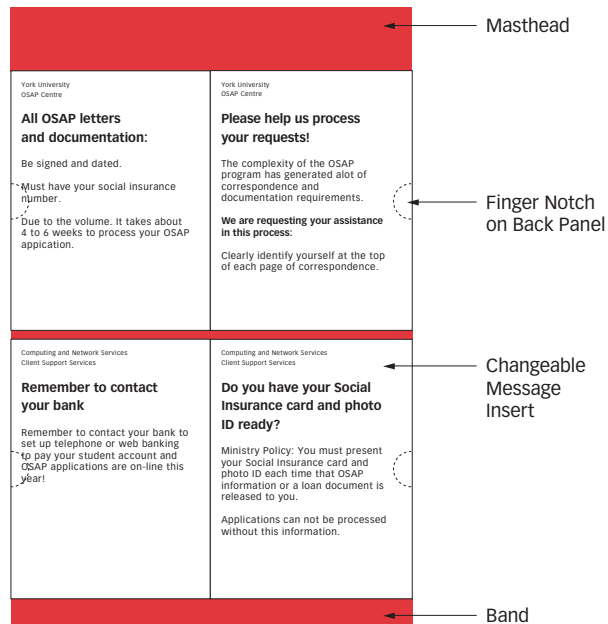 Masthead
York University
OSAP Centre
All OSAP letters
and documentation:
Be signed and dated.
Must have your social insurance
number.
Due to the volume. It takes about
4 to 6 weeks to process your OSAP
appication.
York University
OSAP Centre
Please help us process
your requests!
The complexity of the OSAP
program has generated alot of
correspondence and
documentation requirements.
We are requesting your assistance
in this process:
Clearly identify yourself at the top
of each page of correspondence.
Finger Notch
on Back Panel
Computing and Network Services
Client Support Services
Remember to contact
your bank
Remember to contact your bank to
set up telephone or web banking
to pay your student account and
OSAP applications are on-line this
year!
Computing and Network Services
Client Support Services
Do you have your Social
Insurance card and photo
ID ready?
Ministry Policy: You must present
your Social Insurance card and
photo ID each time that OSAP
information or a loan document is
released to you.
Applications can not be processed
without this information.
Changeable
Message
Insert
Band